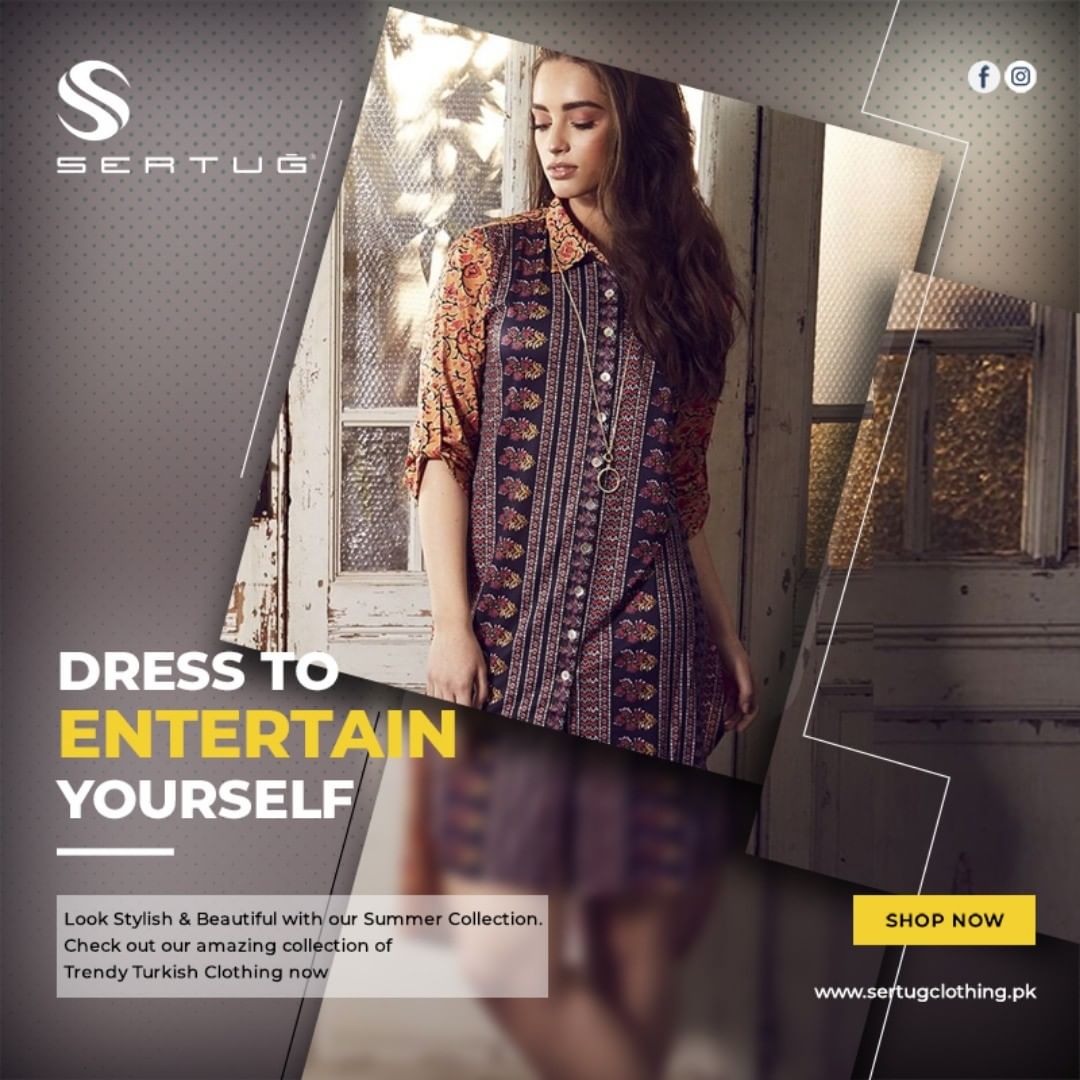 SERTUĞ
DRESS TO
ENTERTAIN
YOURSELF
Look Stylish & Beautiful with our Summer Collection.
Check out our amazing collection of
Trendy Turkish Clothing now
SHOP NOW
www.sertugclothing.pk